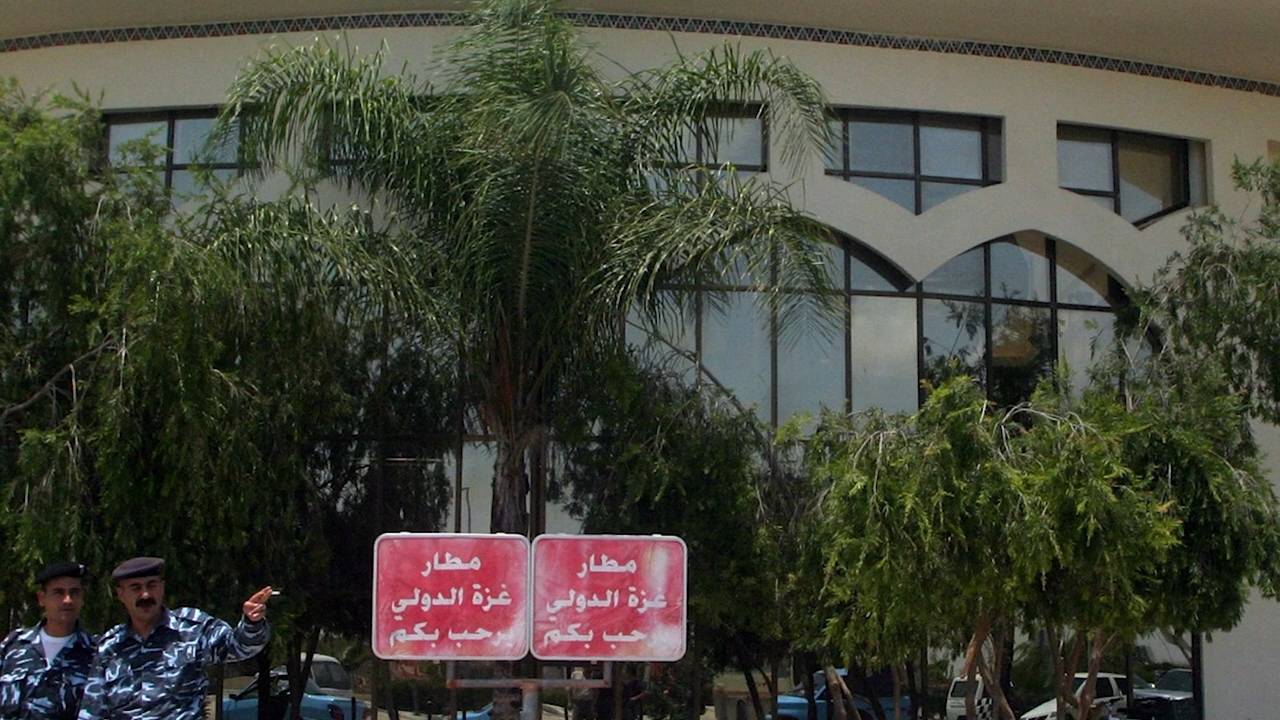 مطار
غزة الدولي
يرحب بكم
مطار
غزة الدولي
حب بكم